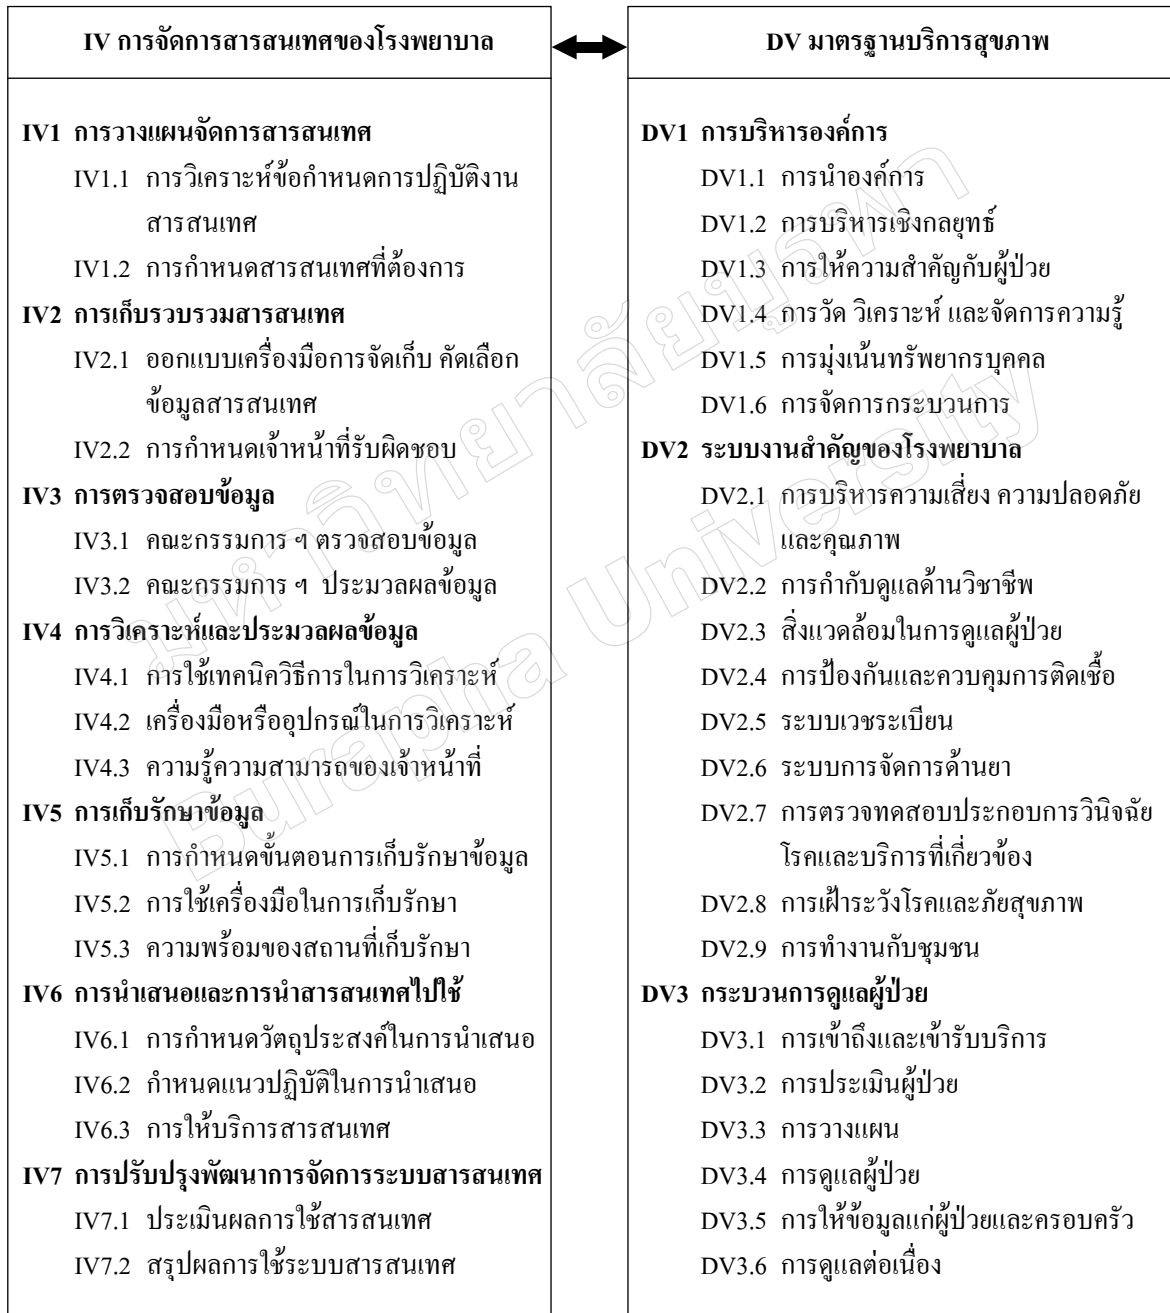 IV การจัดการสารสนเทศของโรงพยาบาล
IV1 การวางแผนจัดการสารสนเทศ
IV1.1 การวิเคราะห์ข้อกำหนดการปฏิบัติงาน
สารสนเทศ
IV1.2 การกำหนดสารสนเทศที่ต้องการ
IV2 การเก็บรวบรวมสารสนเทศ
IV2.1 ออกแบบเครื่องมือการจัดเก็บ คัดเลือก
ข้อมูลสารสนเทศ
IV2.2 การกำหนดเจ้าหน้าที่รับผิดชอบ
IV3 การตรวจสอบข้อมูล
IV3.1 คณะกรรมการ ฯ ตรวจสอบข้อมูล
IV3.2 คณะกรรมการ ฯ ประมวลผลข้อมูล
IV4 การวิเคราะห์และประมวลผลข้อมูล
IV4.1 การใช้เทคนิควิธีการในการวิเคราะห์
IV4.2 เครื่องมือหรืออุปกรณ์ในการวิเคราะห์
IV4.3 ความรู้ความสามารถของเจ้าหน้าที่
IV5 การเก็บรักษาข้อมูล
IV5.1 การกำหนดขั้นตอนการเก็บรักษาข้อมูล
IV5.2 การใช้เครื่องมือในการเก็บรักษา
IV5.3 ความพร้อมของสถานที่เก็บรักษา
IV6 การนำเสนอและการนำสารสนเทศไปใช้
IV6.1 การกำหนดวัตถุประสงค์ในการนำเสนอ
IV6.2 กำหนดแนวปฏิบัติในการนำเสนอ
IV6.3 การให้บริการสารสนเทศ
IV7 การปรับปรุงพัฒนาการจัดการระบบสารสนเทศ
IV7.1 ประเมินผลการใช้สารสนเทศ
IV7.2 สรุปผลการใช้ระบบสารสนเทศ
DV มาตรฐานบริการสุขภาพ
DV1 การบริหารองค์การ
DV1.1 การนำองค์การ
DV1.2 การบริหารเชิงกลยุทธ์
DV1.3 การให้ความสำคัญกับผู้ป่วย
DV1.4 การวัด วิเคราะห์ และจัดการความรู้
DV1.5 การมุ่งเน้นทรัพยากรบุคคล
DV1.6 การจัดการกระบวนการ
DV2 ระบบงานสำคัญของโรงพยาบาล
DV2.1 การบริหารความเสี่ยง ความปลอดภัย
และคุณภาพ
DV2.2 การกำกับดูแลด้านวิชาชีพ
DV2.3 สิ่งแวดล้อมในการดูแลผู้ป่วย
DV2.4 การป้องกันและควบคุมการติดเชื้อ
DV2.5 ระบบเวชระเบียน
DV2.6 ระบบการจัดการด้านยา
DV2.7 การตรวจทดสอบประกอบการวินิจฉัย
โรคและบริการที่เกี่ยวข้อง
DV2.8 การเฝ้าระวังโรคและภัยสุขภาพ
DV2.9 การทำงานกับชุมชน
DV3 กระบวนการดูแลผู้ป่วย
DV3.1 การเข้าถึงและเข้ารับบริการ
DV3.2 การประเมินผู้ป่วย
DV3.3 การวางแผน
DV3.4 การดูแลผู้ป่วย
DV3.5 การให้ข้อมูลแก่ผู้ป่วยและครอบครัว
DV3.6 การดูแลต่อเนื่อง
มหาวิทยาลัยบูรพา
Burapha University